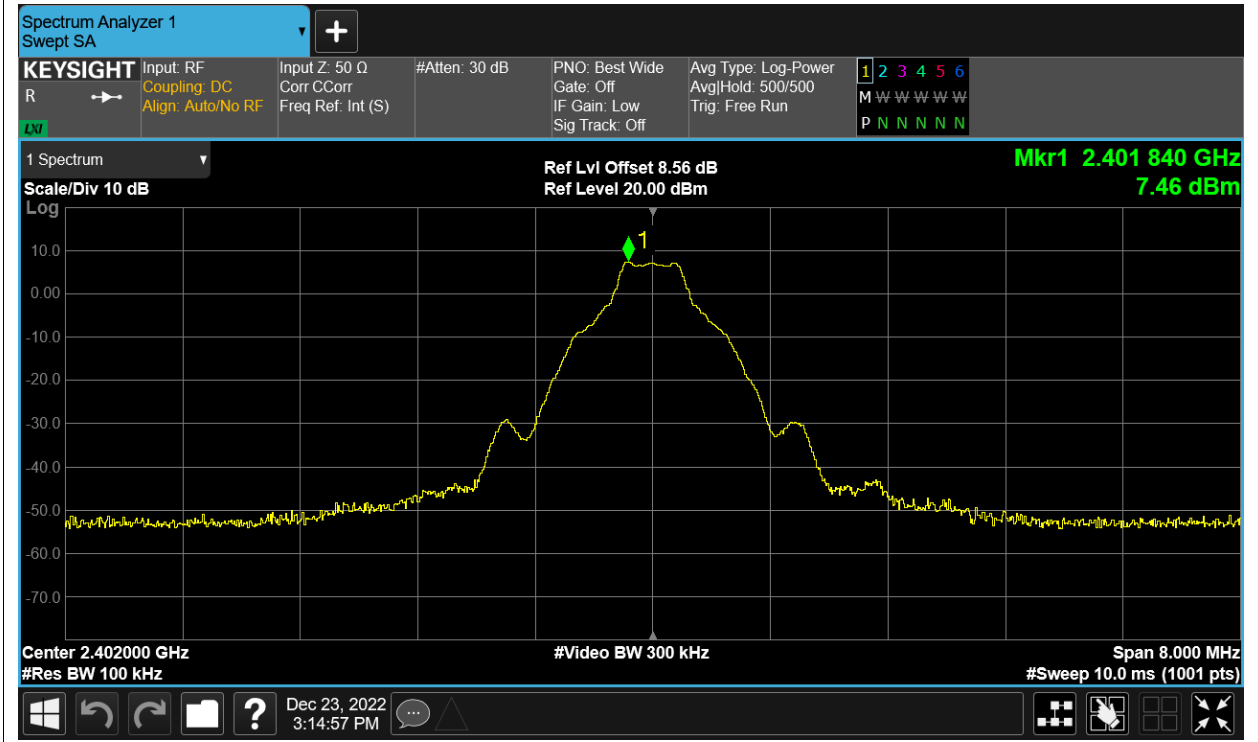 Spectrum Analyzer 1
Swept SA
KEYSIGHT
R
LXI
Input: RF
Coupling: DC
Align: Auto/No RF
Input Z: 50 Ω
Corr CCorr
Freq Ref: Int (S)
#Atten: 30 dB
PNO: Best Wide
Gate: Off
IF Gain: Low
Sig Track: Off
Avg Type: Log-Power
Avg|Hold: 500/500
Trig: Free Run
1 2 3 4 5 6
M W W W W W
P N N N N N
1 Spectrum
Scale/Div 10 dB
Log
Ref Lvl Offset 8.56 dB
Ref Level 20.00 dBm
Mkr1 2.401 840 GHz
7.46 dBm
1
10.0
0.00
-10.0
-20.0
-30.0
-40.0
-50.0
-60.0
-70.0
Center 2.402000 GHz
#Video BW 300 kHz
Span 8.000 MHz
#Res BW 100 kHz
#Sweep 10.0 ms (1001 pts)
?
Dec 23, 2022
3:14:57 PM